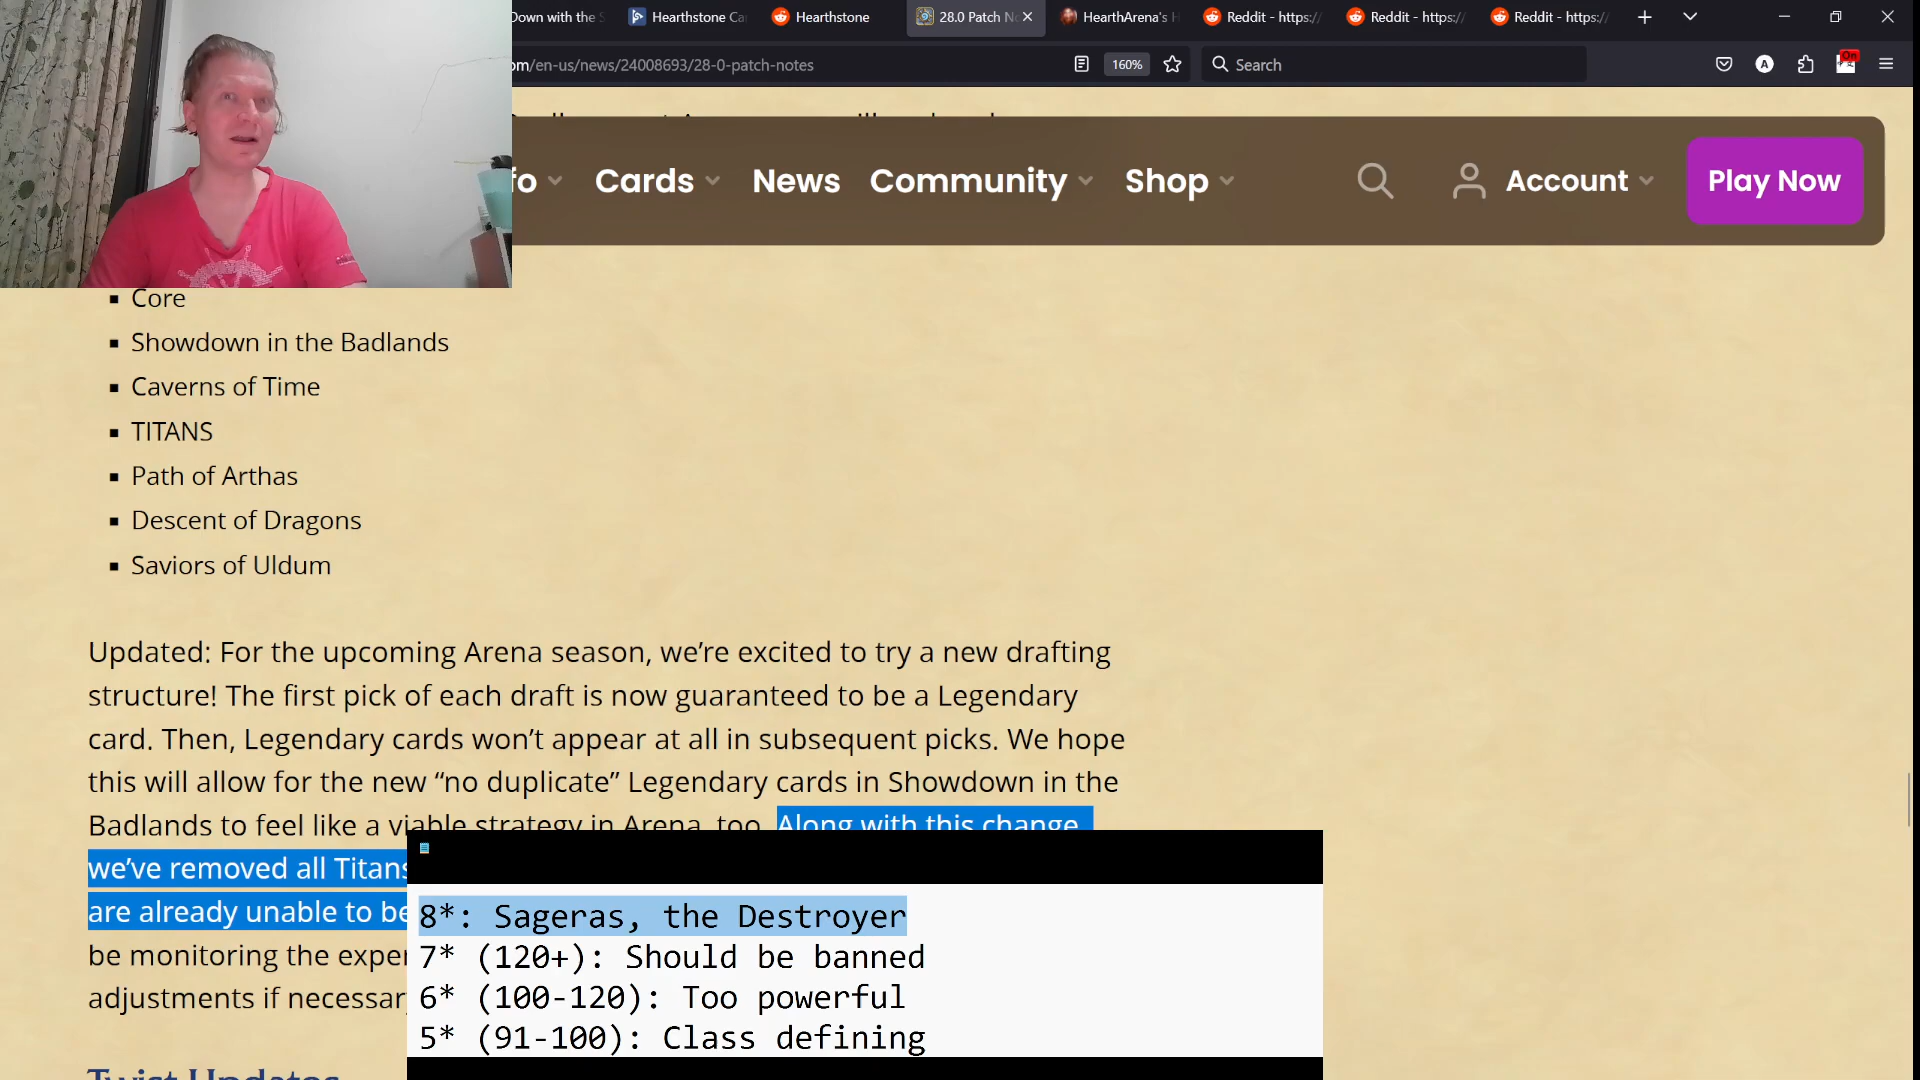 Down with the S
Hearthstone Ca
Hearthstone
28.0 Patch N
HearthArena's H
Reddit - https:/
Reddit - https:/
Reddit - https:/
om/en-us/news/24008693/28-0-patch-notes
160%
Search
A
On
fo
Cards
News
Community
Shop
Account
Play Now
Core
Showdown in the Badlands
Caverns of Time
TITANS
Path of Arthas
Descent of Dragons
Saviors of Uldum
Updated: For the upcoming Arena season, we’re excited to try a new drafting
structure! The first pick of each draft is now guaranteed to be a Legendary
card. Then, Legendary cards won’t appear at all in subsequent picks. We hope
this will allow for the new “no duplicate” Legendary cards in Showdown in the
Badlands to feel like a viable strategy in Arena, too. Along with this change,
we’ve removed all Titans
are already unable to be
be monitoring the exper
adjustments if necessary
8*: Sageras, the Destroyer
7* (120+): Should be banned
6* (100-120): Too powerful
5* (91-100): Class defining
Twist Updates